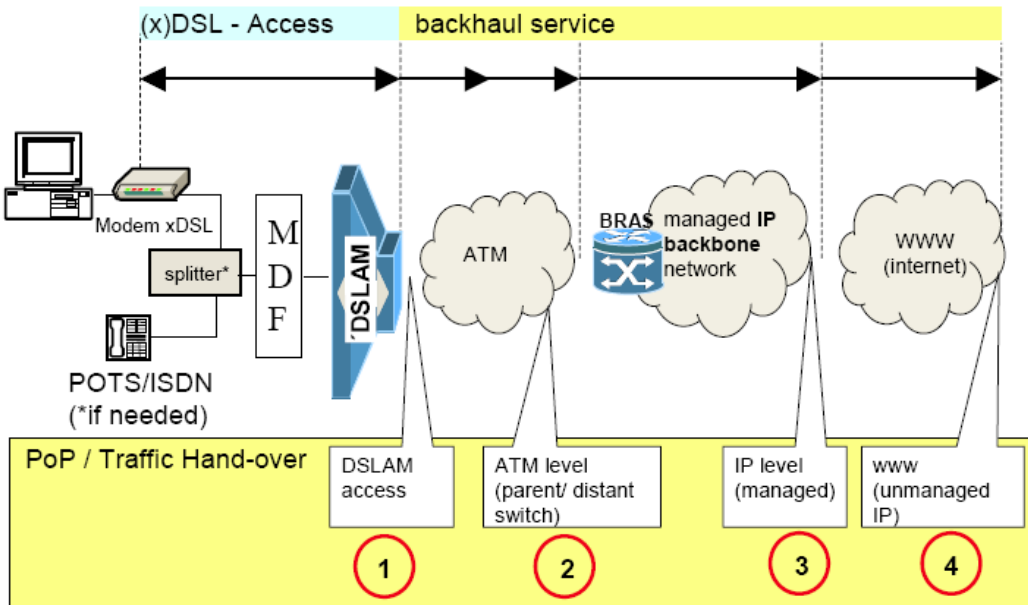 (x)DSL - Access
backhaul service
Modem xDSL
splitter*
POTS/ISDN
(*if needed)
M
D
F
´DSLAM
ATM
BRAS
managed IP
backbone
network
WWW
(internet)
PoP / Traffic Hand-over
DSLAM
access
ATM level
(parent/ distant
switch)
IP level
(managed)
www
(unmanaged
IP)
1
2
3
4